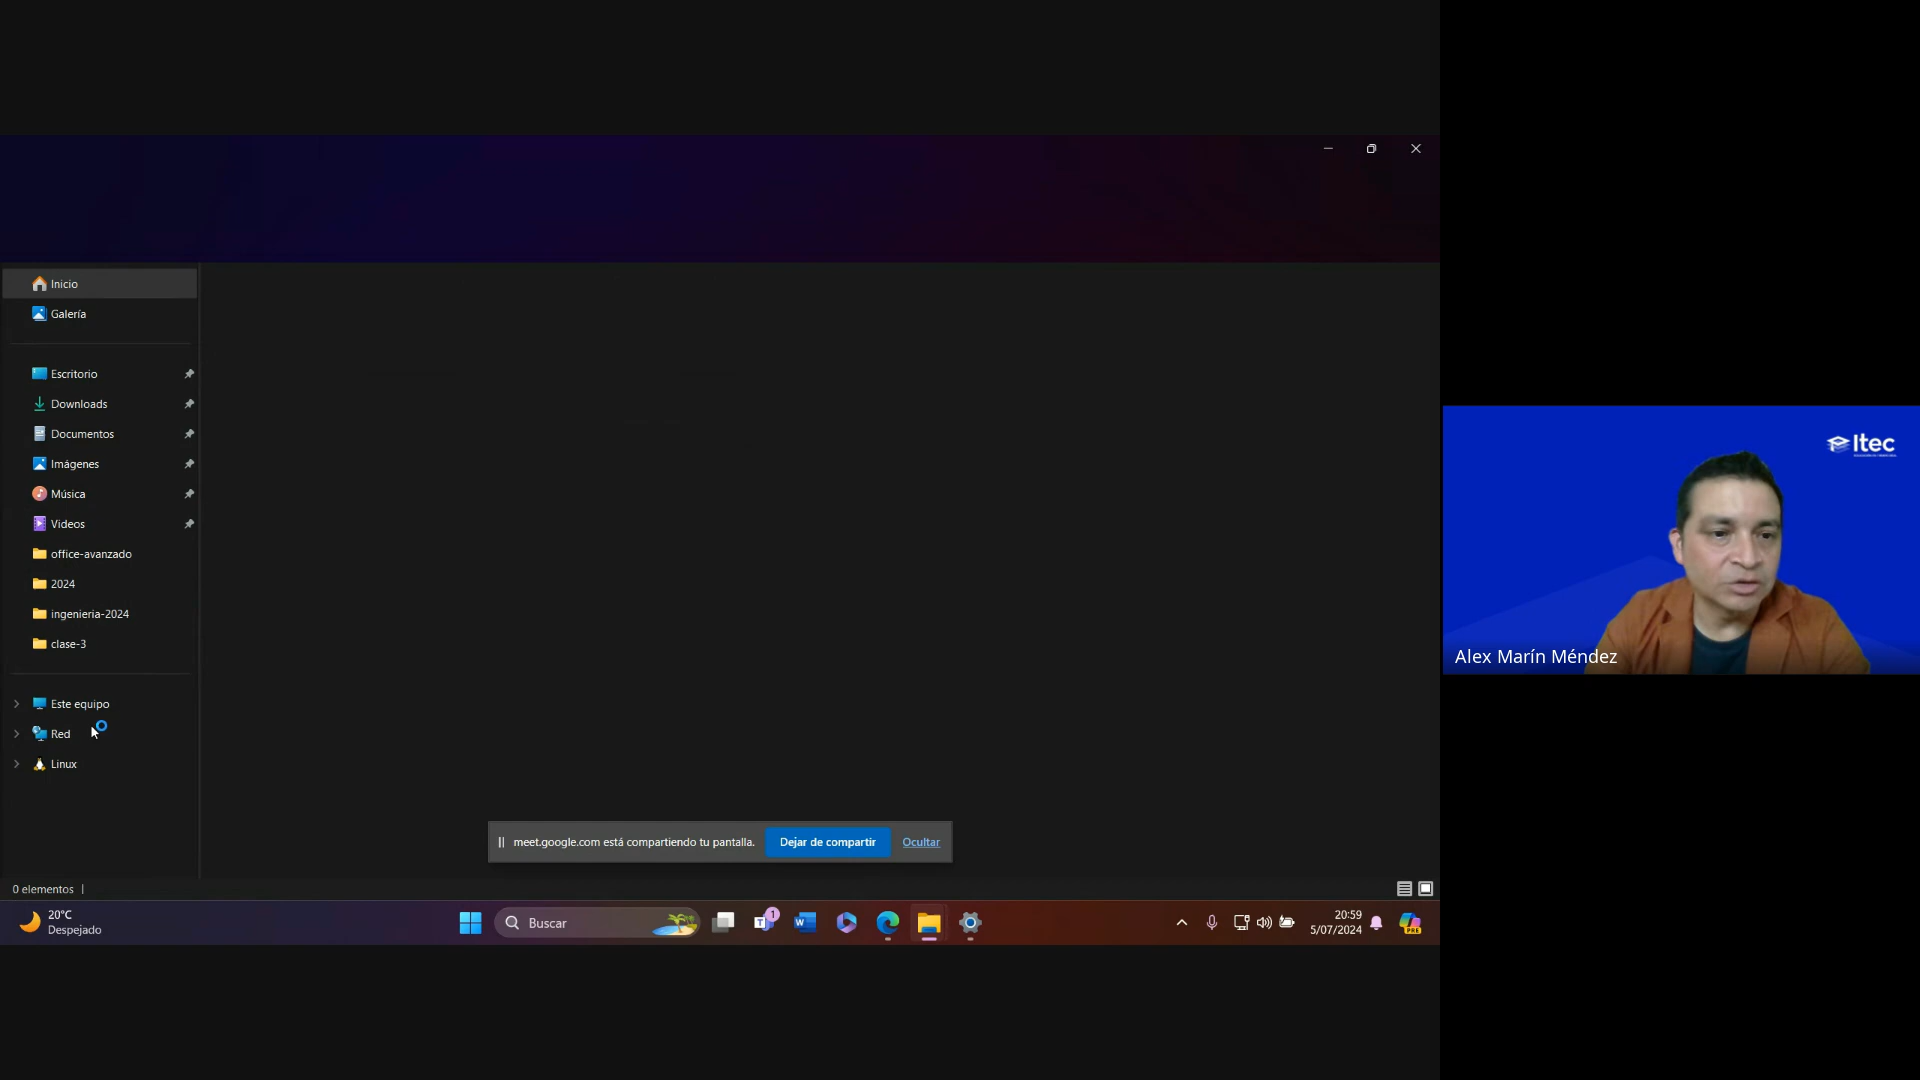 Inicio
Galería
Escritorio
Downloads
Documentos
Imágenes
Música
Videos
office-avanzado
2024
ingenieria-2024
clase-3
Este equipo
Red
Linux
meet.google.com está compartiendo tu pantalla.
Dejar de compartir
Ocultar
0 elementos
20°C
Despejado
Buscar
1
20:59
5/07/2024
PRE
Itec
Alex Marín Méndez